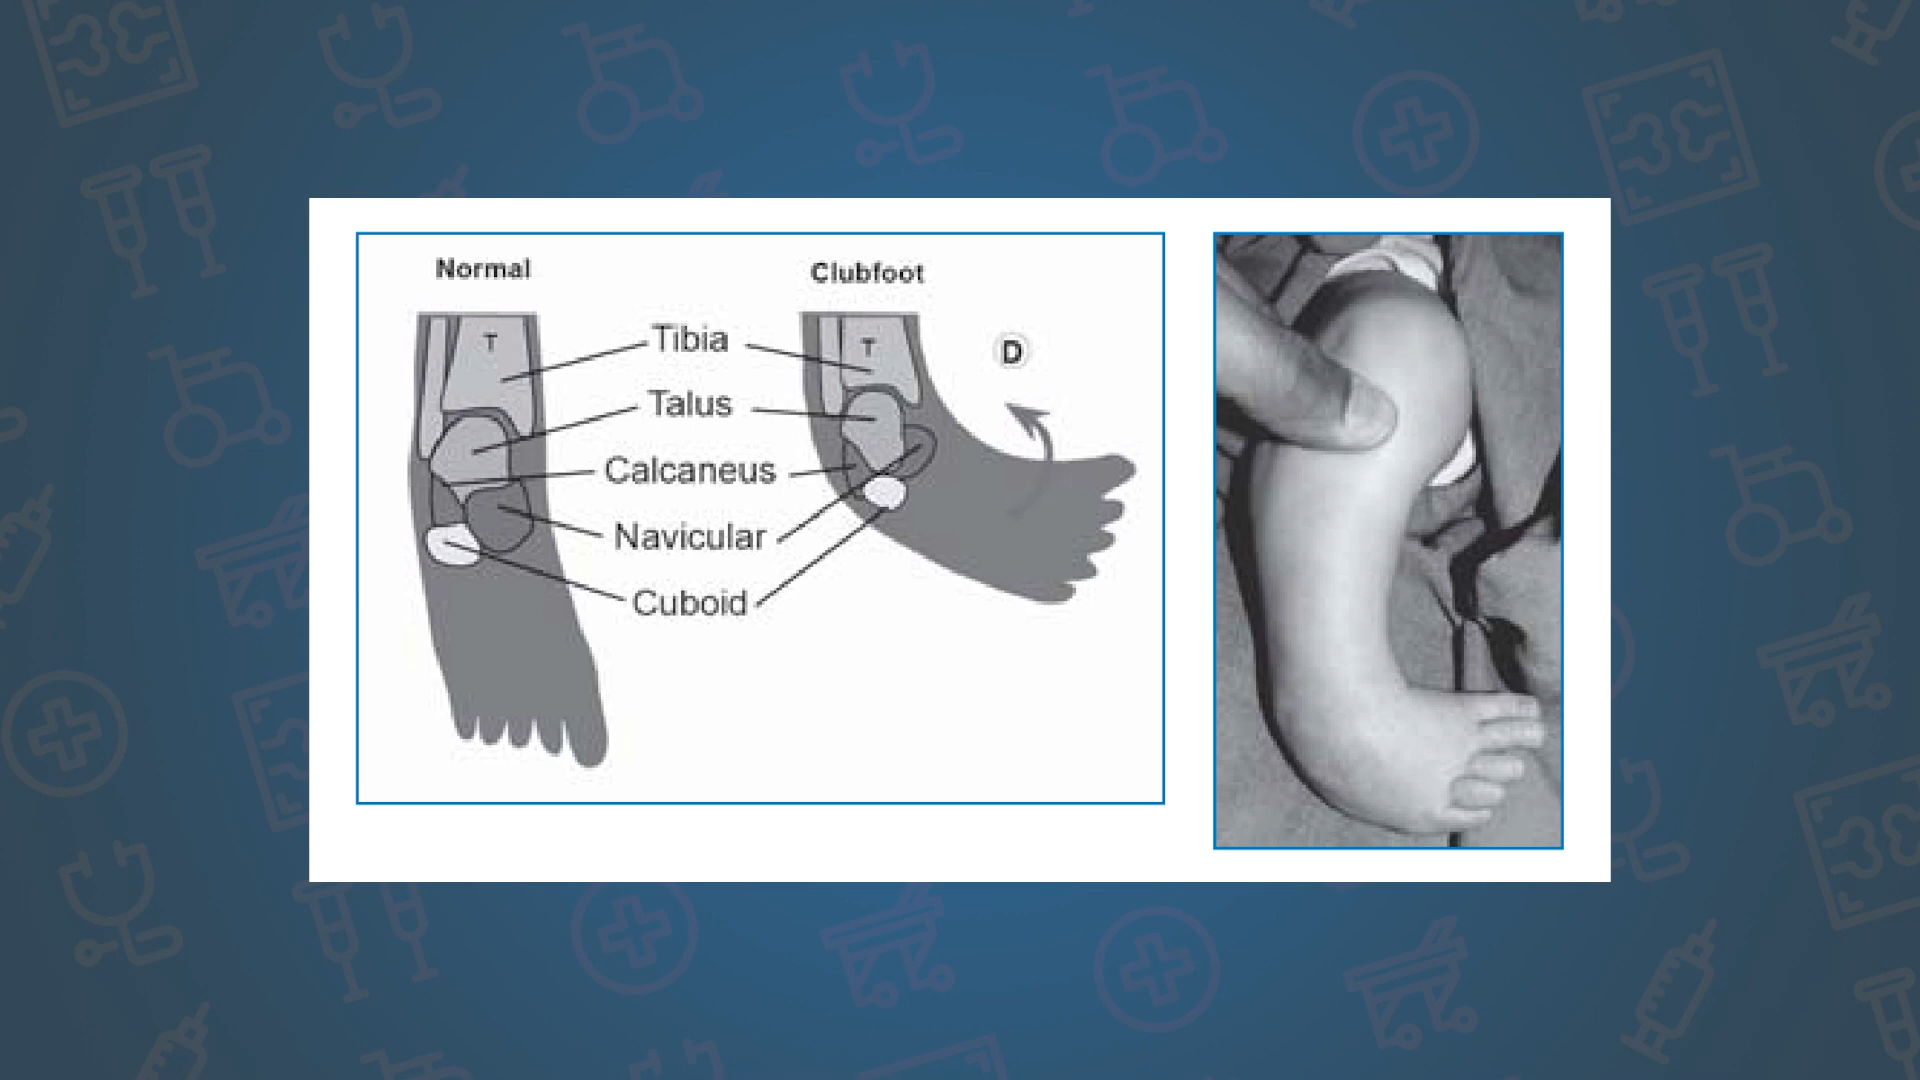 Normal
Clubfoot
T
Tibia
T
D
Talus
Calcaneus
Navicular
Cuboid